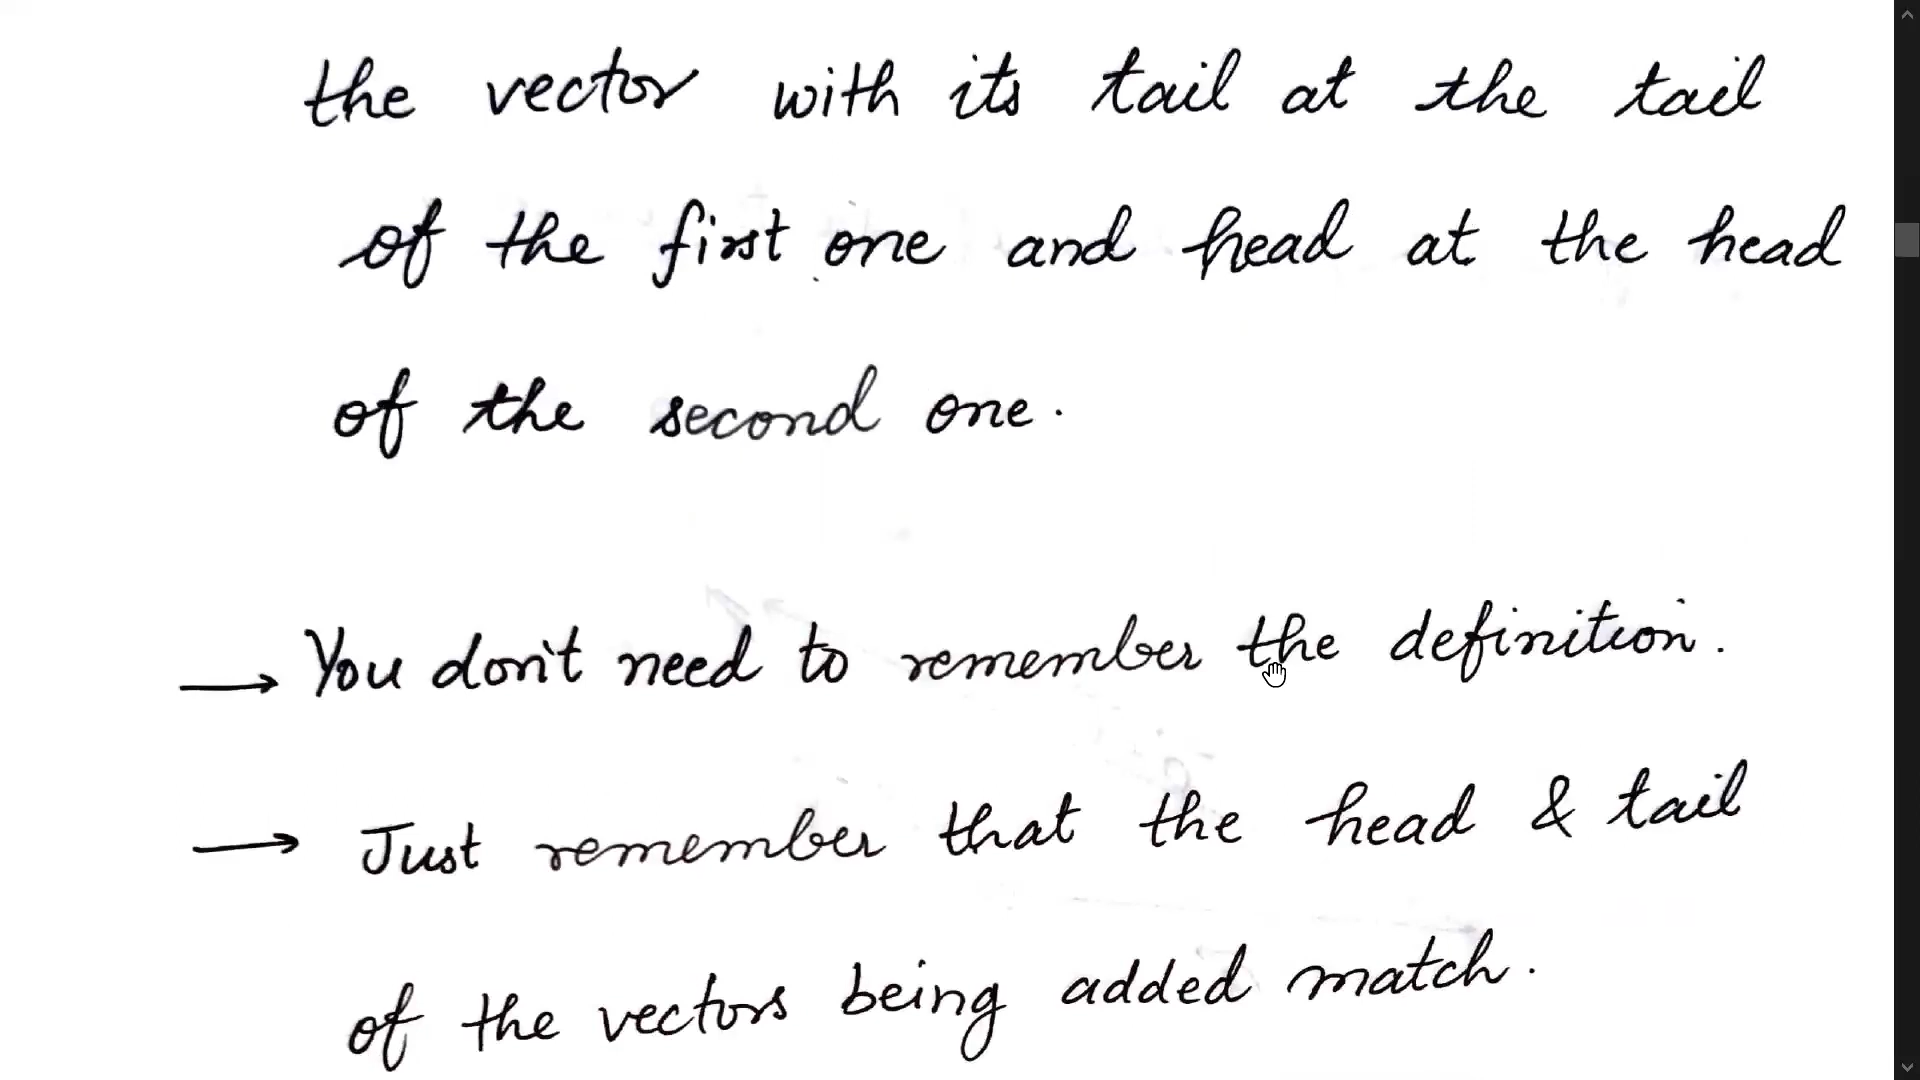 the vector with its tail at the tail
of the first one and head at the head
of the second one.
→ You don't need to remember the definition.
→ Just remember that the head & tail
of the vectors being added match.